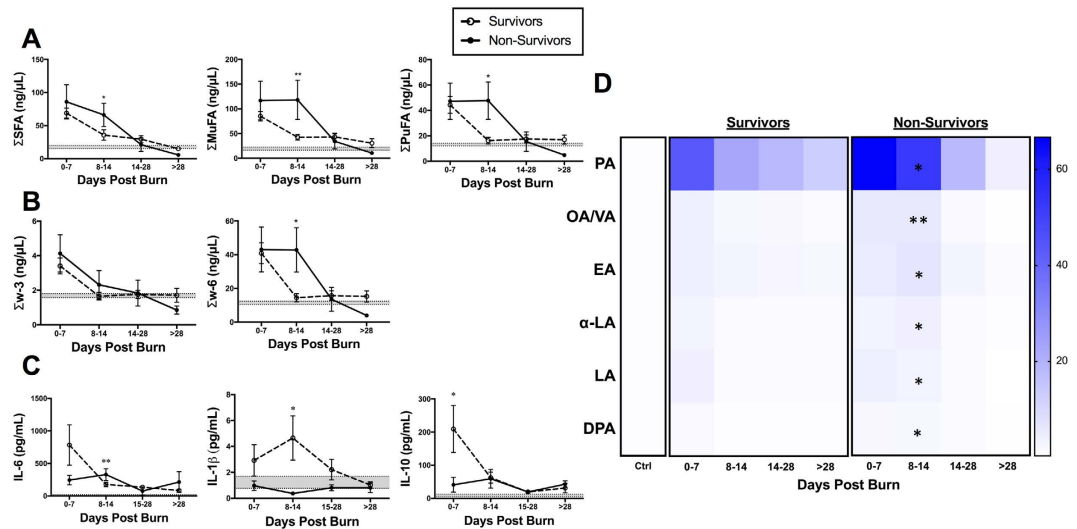 Survivors
Non-Survivors
A
ΣSFA (ng/μL)
150
100
50
0
0-7 8-14 14-28 >28
Days Post Burn
*
ΣMuFA (ng/μL)
200
150
100
50
0
0-7 8-14 14-28 >28
Days Post Burn
**
ΣPuFA (ng/μL)
80
60
40
20
0
0-7 8-14 14-28 >28
Days Post Burn
*
B
Σw-3 (ng/μL)
6
4
2
0
0-7 8-14 14-28 >28
Days Post Burn
Σw-6 (ng/μL)
60
40
20
0
0-7 8-14 14-28 >28
Days Post Burn
*
C
IL-6 (pg/mL)
1500
1000
500
0
0-7 8-14 15-28 >28
Days Post Burn
**
IL-1β (pg/mL)
8
6
4
2
0
0-7 8-14 15-28 >28
Days Post Burn
*
IL-10 (pg/mL)
300
200
100
0
0-7 8-14 15-28 >28
Days Post Burn
*
D
Survivors Non-Survivors
PA *
OA/VA **
EA *
α-LA *
LA *
DPA *
Ctrl 0-7 8-14 14-28 >28 0-7 8-14 14-28 >28
Days Post Burn
60
40
20